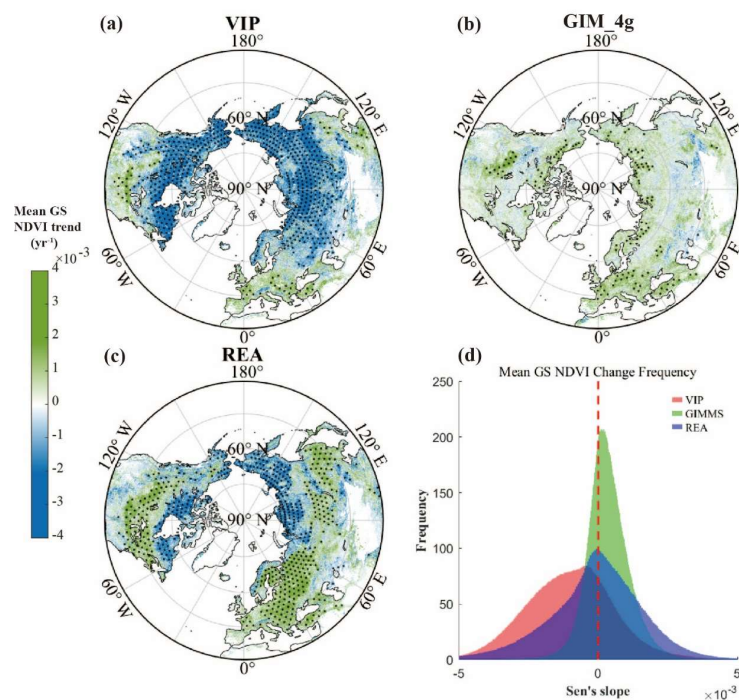 (a)
VIP
180°
120° W
120° E
60° N
90° N
60° W
60° E
0°
(b)
GIM_4g
180°
120° W
120° E
60° N
90° N
60° W
60° E
0°
Mean GS
NDVI trend
(yr⁻¹)
×10⁻³
4
3
2
1
0
-1
-2
-3
-4
(c)
REA
180°
120° W
120° E
60° N
90° N
60° W
60° E
0°
(d)
Mean GS NDVI Change Frequency
VIP
GIMMS
REA
250
200
150
100
50
0
Frequency
-5
0
5
×10⁻³
Sen's slope